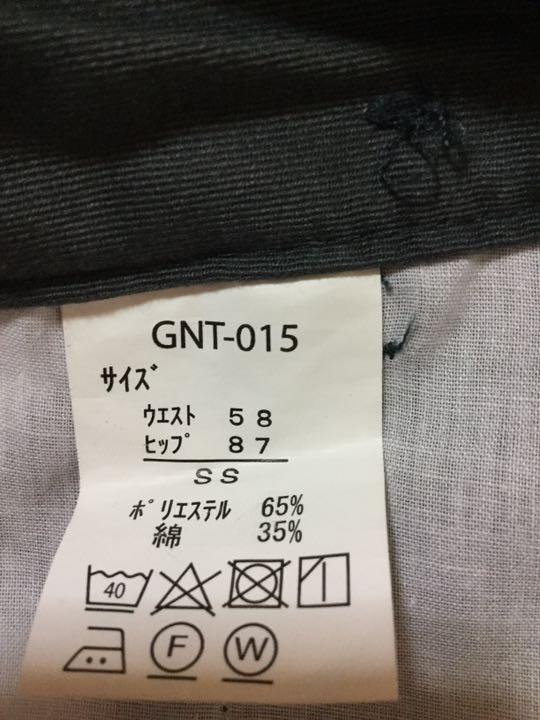 GNT-015
ｻｲｽﾞ
ｳｴｽﾄ 58
ﾋｯﾌﾟ 87
SS
ﾎﾟﾘｴｽﾃﾙ 65%
綿 35%
40
F W